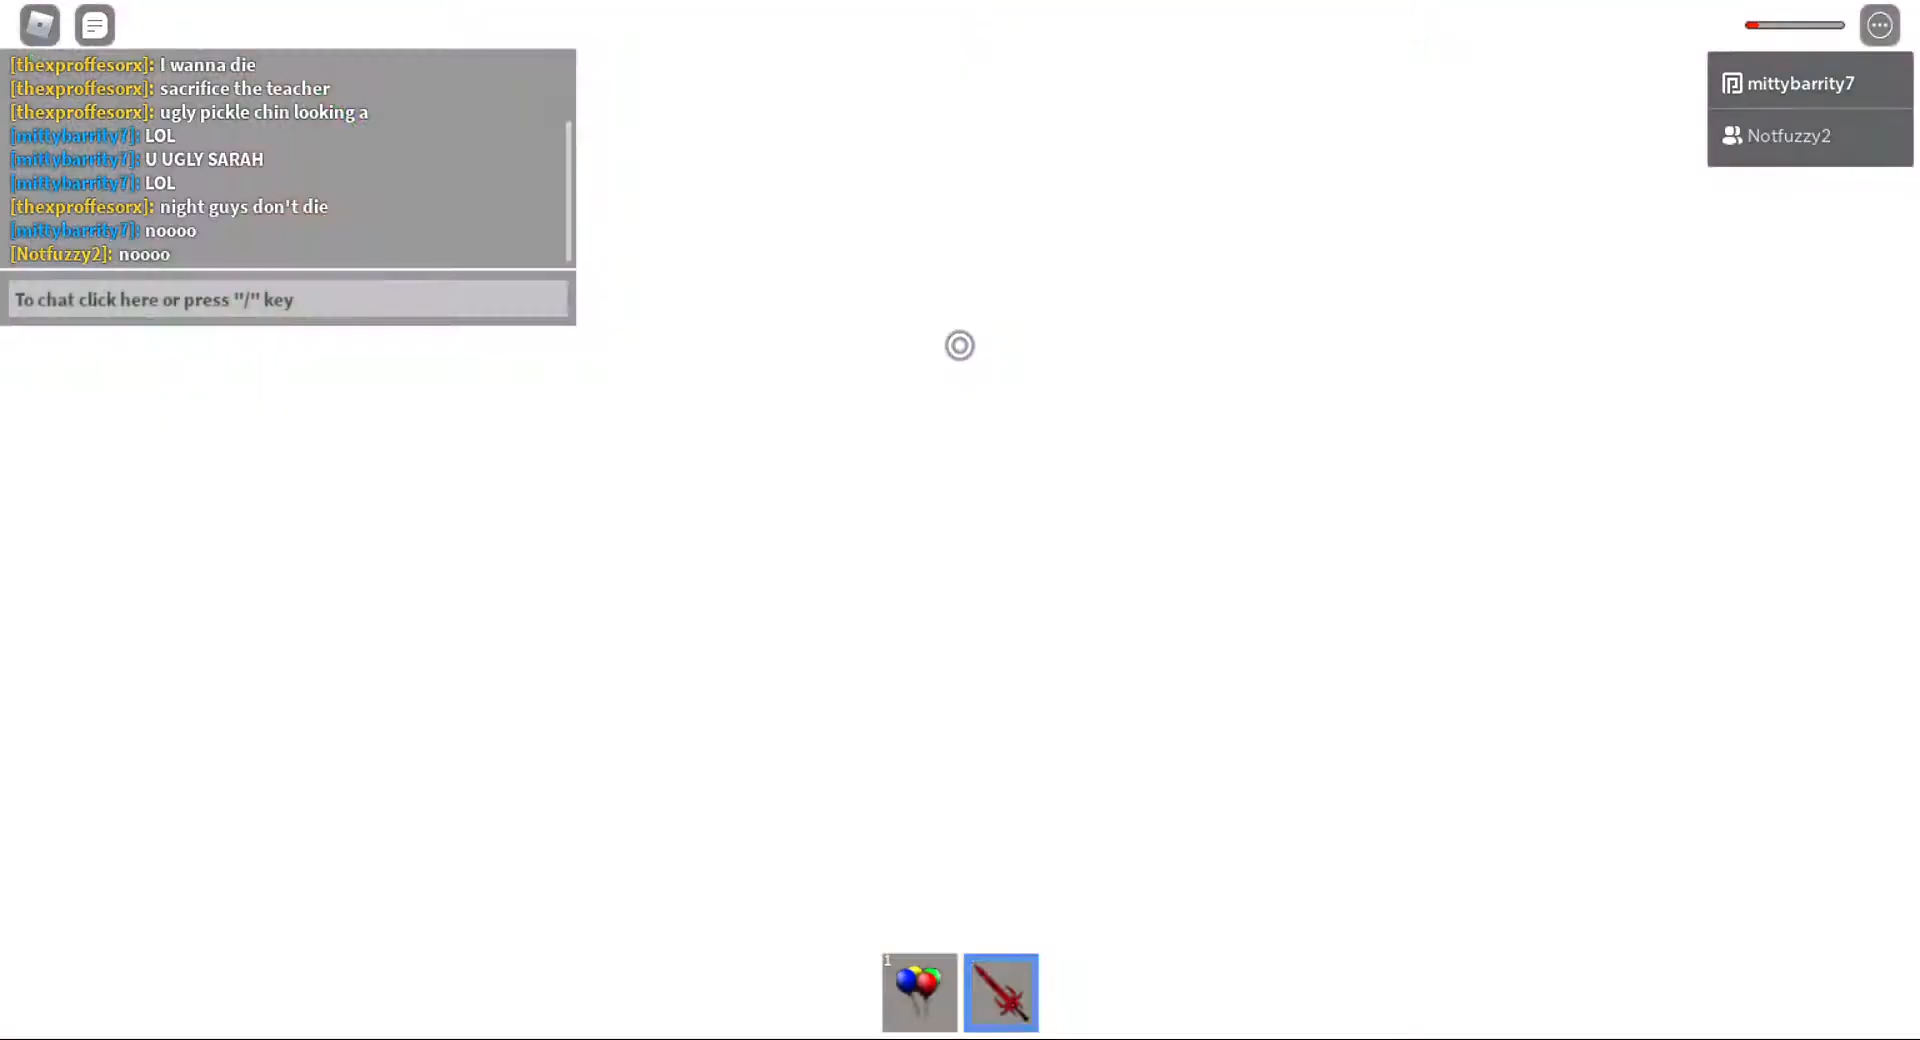 [thexproffesorx]: I wanna die
[thexproffesorx]: sacrifice the teacher
[thexproffesorx]: ugly pickle chin looking a
[mittybarrity7]: LOL
[mittybarrity7]: U UGLY SARAH
[mittybarrity7]: LOL
[thexproffesorx]: night guys don't die
[mittybarrity7]: noooo
[Notfuzzy2]: noooo
To chat click here or press "/" key
mittybarrity7
Notfuzzy2
1